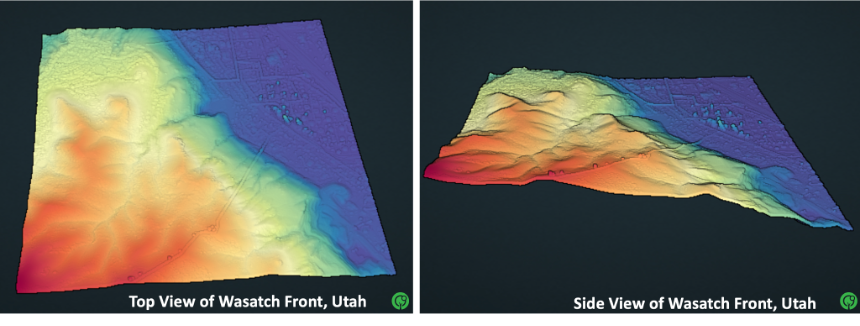 Top View of Wasatch Front, Utah
Side View of Wasatch Front, Utah